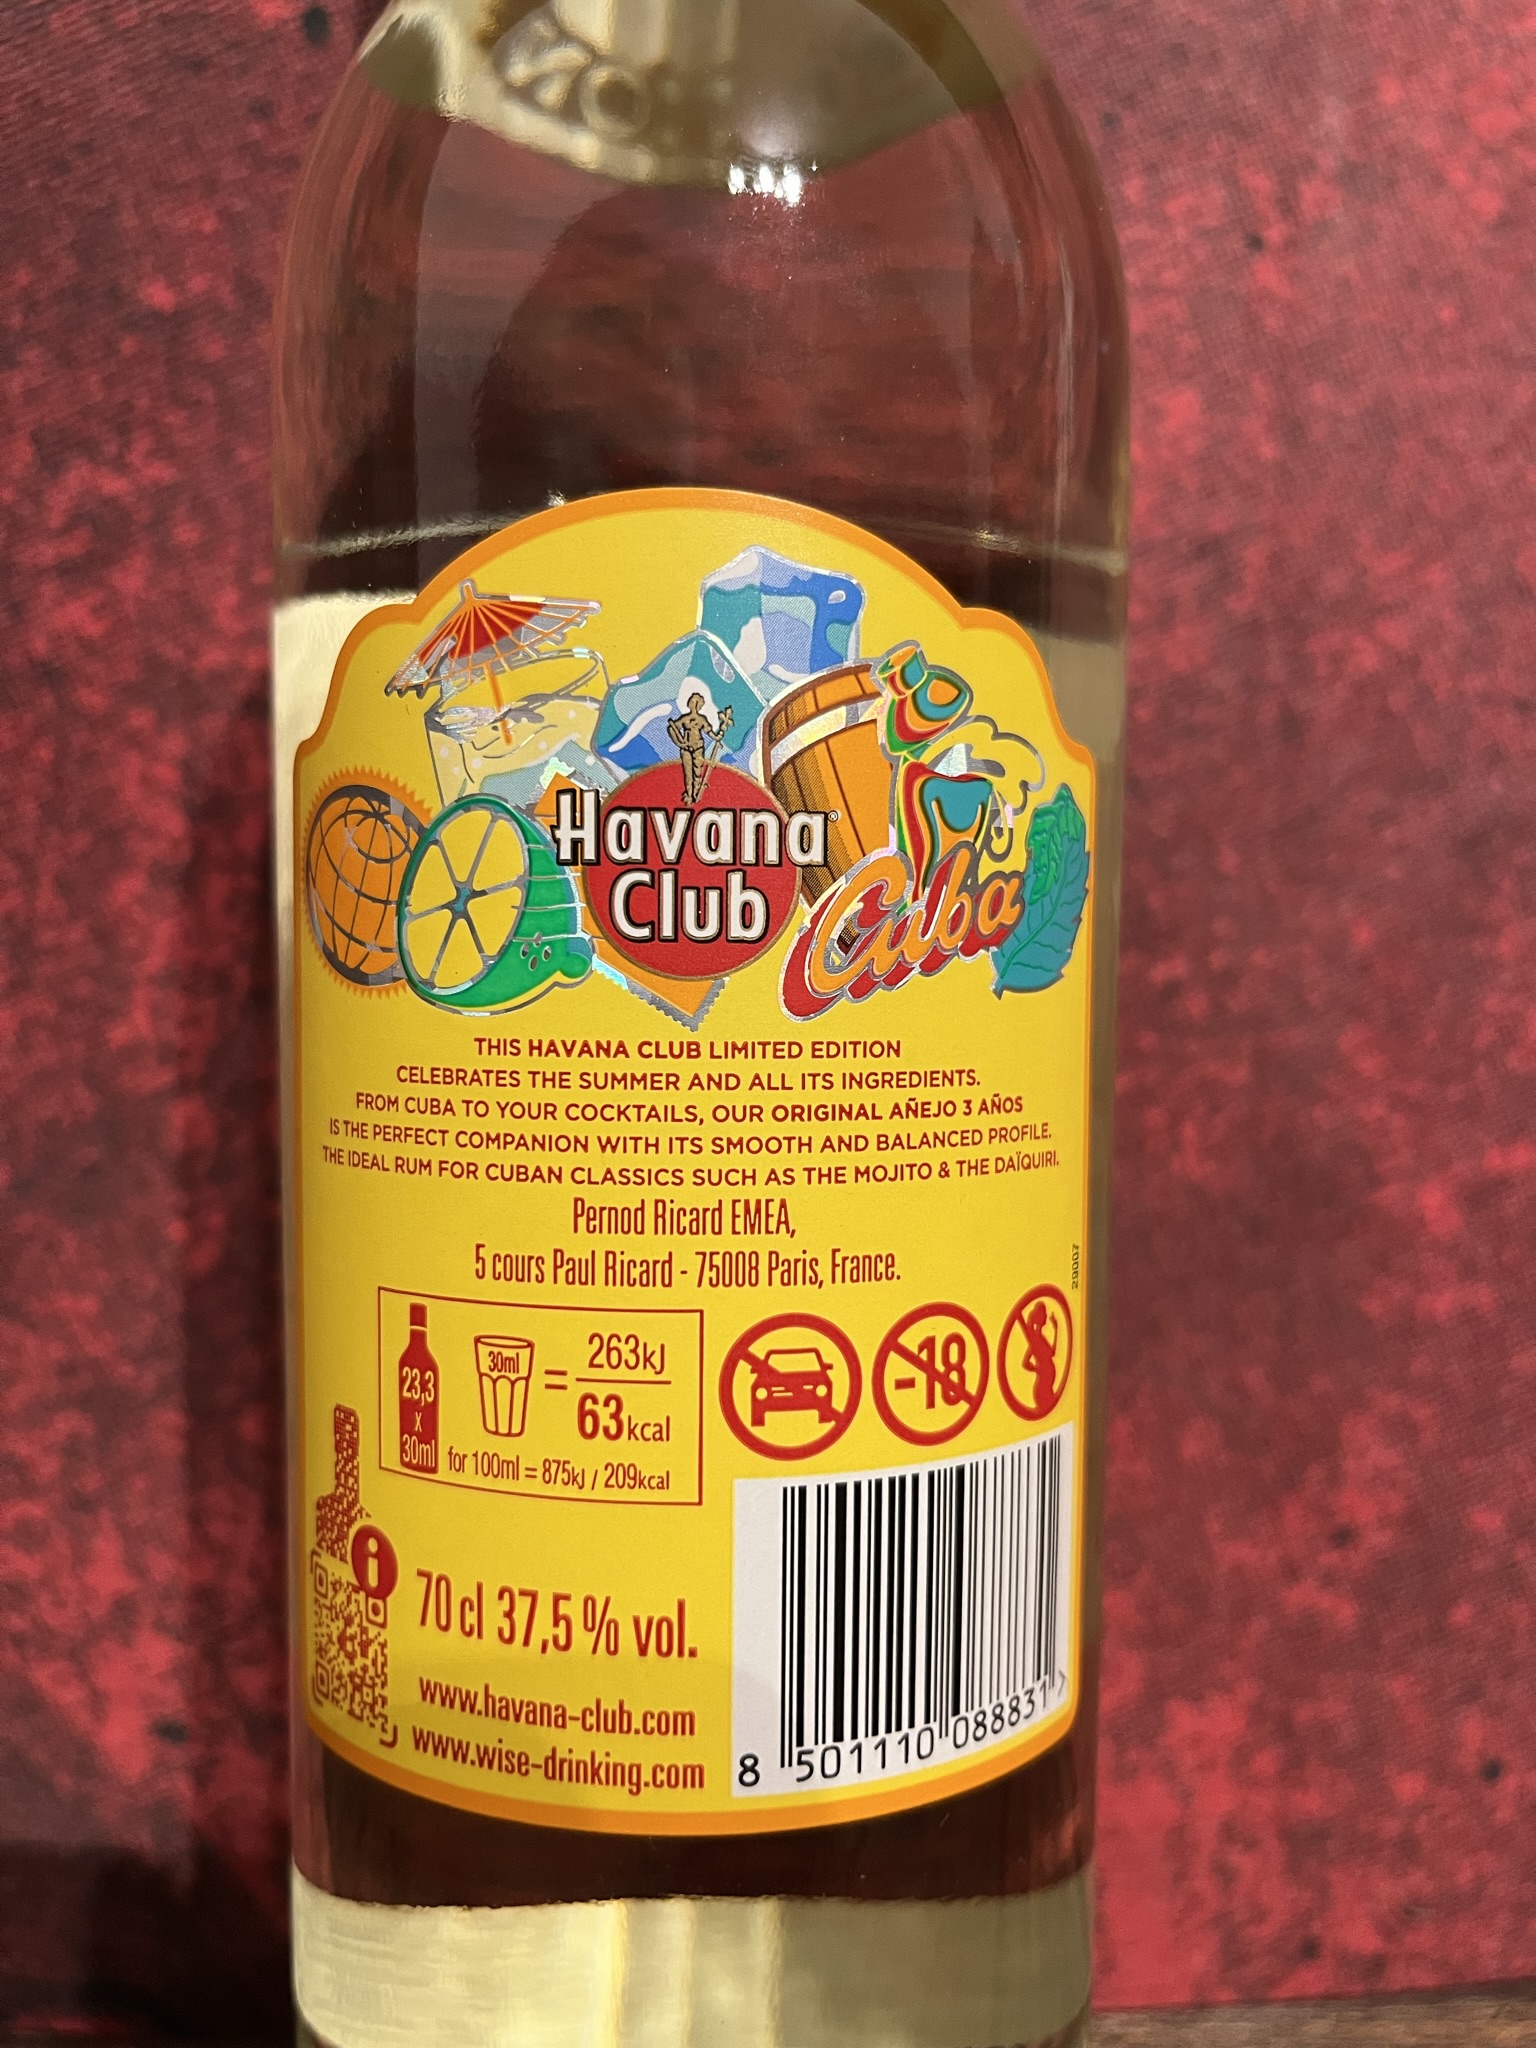 Havana®
Club
Cuba
THIS HAVANA CLUB LIMITED EDITION
CELEBRATES THE SUMMER AND ALL ITS INGREDIENTS.
FROM CUBA TO YOUR COCKTAILS, OUR ORIGINAL AÑEJO 3 AÑOS
IS THE PERFECT COMPANION WITH ITS SMOOTH AND BALANCED PROFILE.
THE IDEAL RUM FOR CUBAN CLASSICS SUCH AS THE MOJITO & THE DAÏQUIRI.
Pernod Ricard EMEA,
5 cours Paul Ricard - 75008 Paris, France.
29007
23,3
x
30ml
30ml
=
263kJ
63kcal
for 100ml = 875kJ / 209kcal
-18
i
70 cl 37,5 % vol.
www.havana-club.com
www.wise-drinking.com
8 501110 088831 >